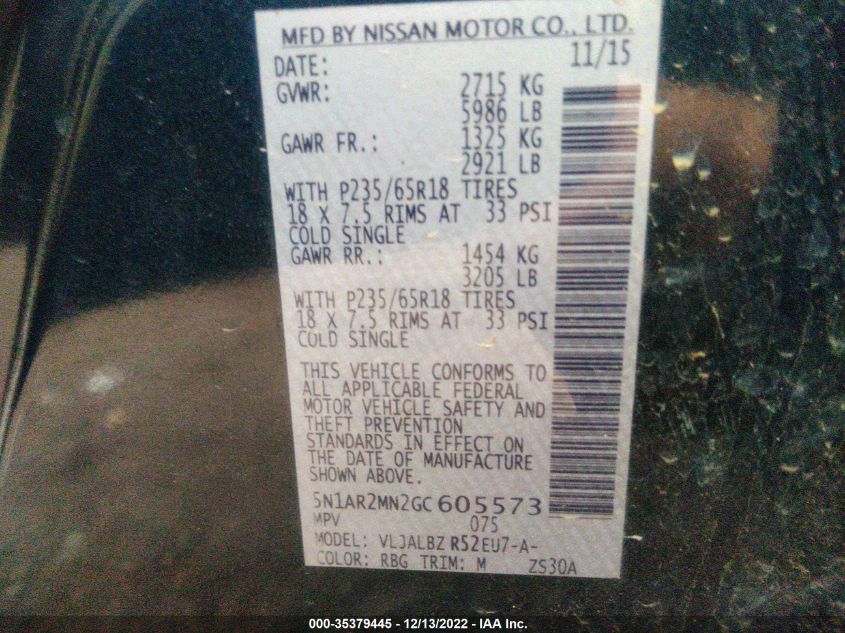 MFD BY NISSAN MOTOR CO., LTD.
DATE: 11/15
GVWR: 2715 KG
5986 LB
GAWR FR.: 1325 KG
2921 LB
WITH P235/65R18 TIRES
18 X 7.5 RIMS AT 33 PSI
COLD SINGLE
GAWR RR.: 1454 KG
3205 LB
WITH P235/65R18 TIRES
18 X 7.5 RIMS AT 33 PSI
COLD SINGLE
THIS VEHICLE CONFORMS TO
ALL APPLICABLE FEDERAL
MOTOR VEHICLE SAFETY AND
THEFT PREVENTION
STANDARDS IN EFFECT ON
THE DATE OF MANUFACTURE
SHOWN ABOVE.
5N1AR2MN2GC605573
MPV 075
MODEL: VLJALBZ R52EU7-A-
COLOR: RBG TRIM: M ZS30A
000-35379445 - 12/13/2022 - IAA Inc.